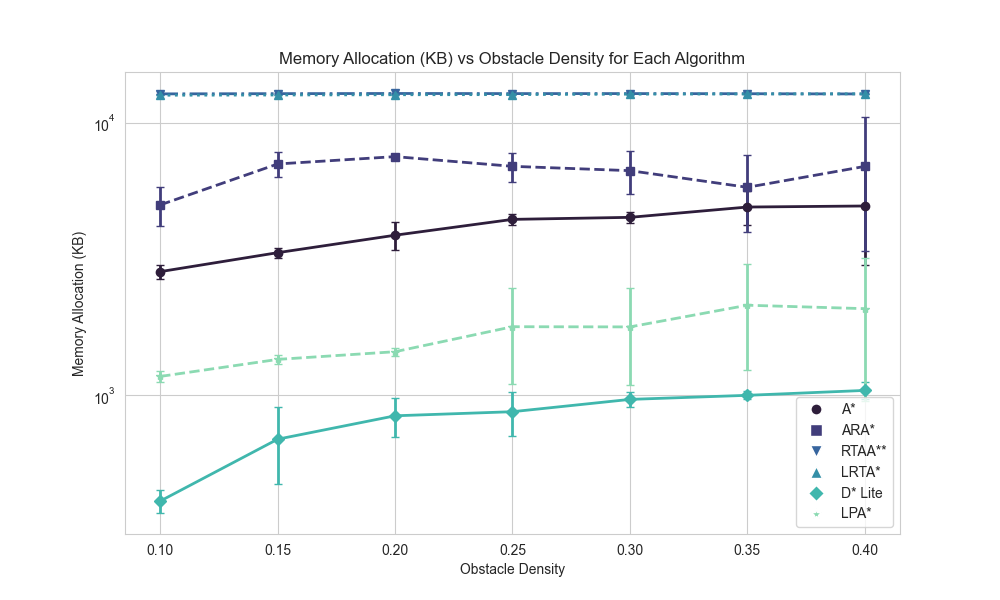 Memory Allocation (KB) vs Obstacle Density for Each Algorithm
Memory Allocation (KB)
10^4
10^3
A*
ARA*
RTAA**
LRTA*
D* Lite
LPA*
0.10 0.15 0.20 0.25 0.30 0.35 0.40
Obstacle Density